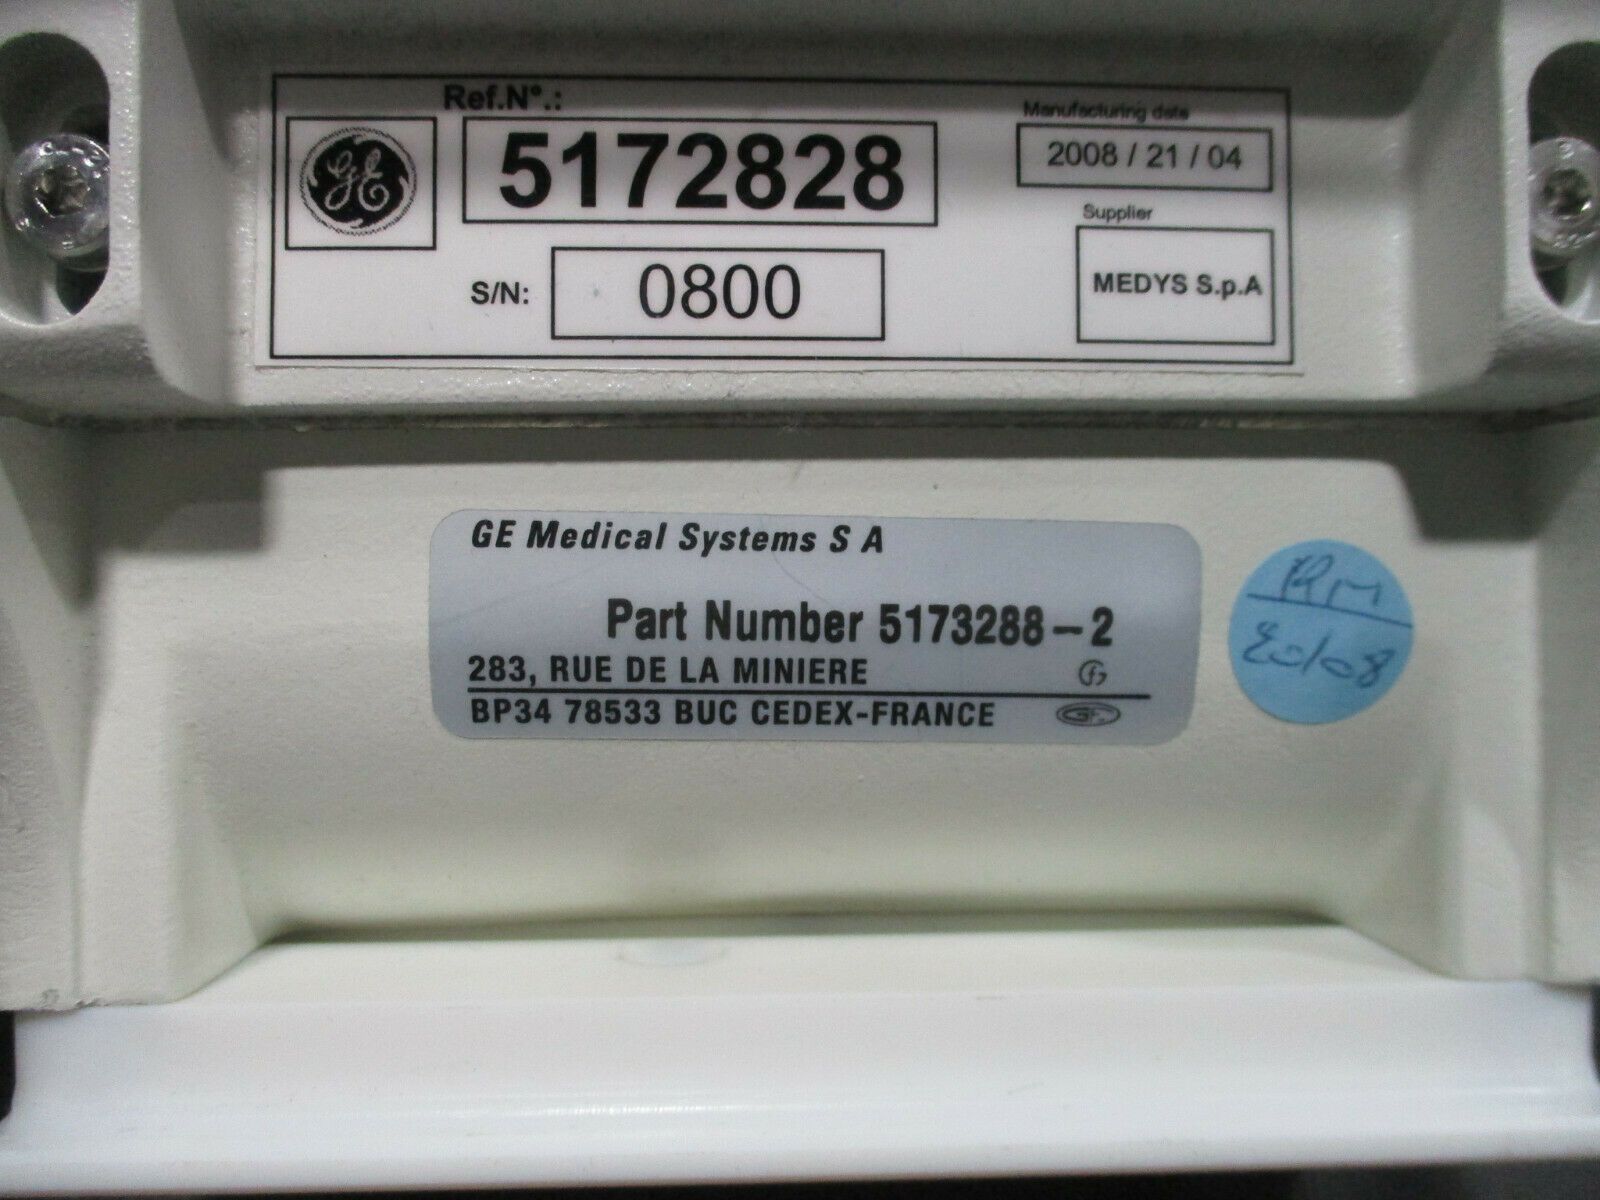 Ref.N°.:
5172828
Manufacturing date
2008 / 21 / 04
Supplier
MEDYS S.p.A
GE
S/N:
0800
GE Medical Systems S A
Part Number 5173288-2
283, RUE DE LA MINIERE
BP34 78533 BUC CEDEX-FRANCE